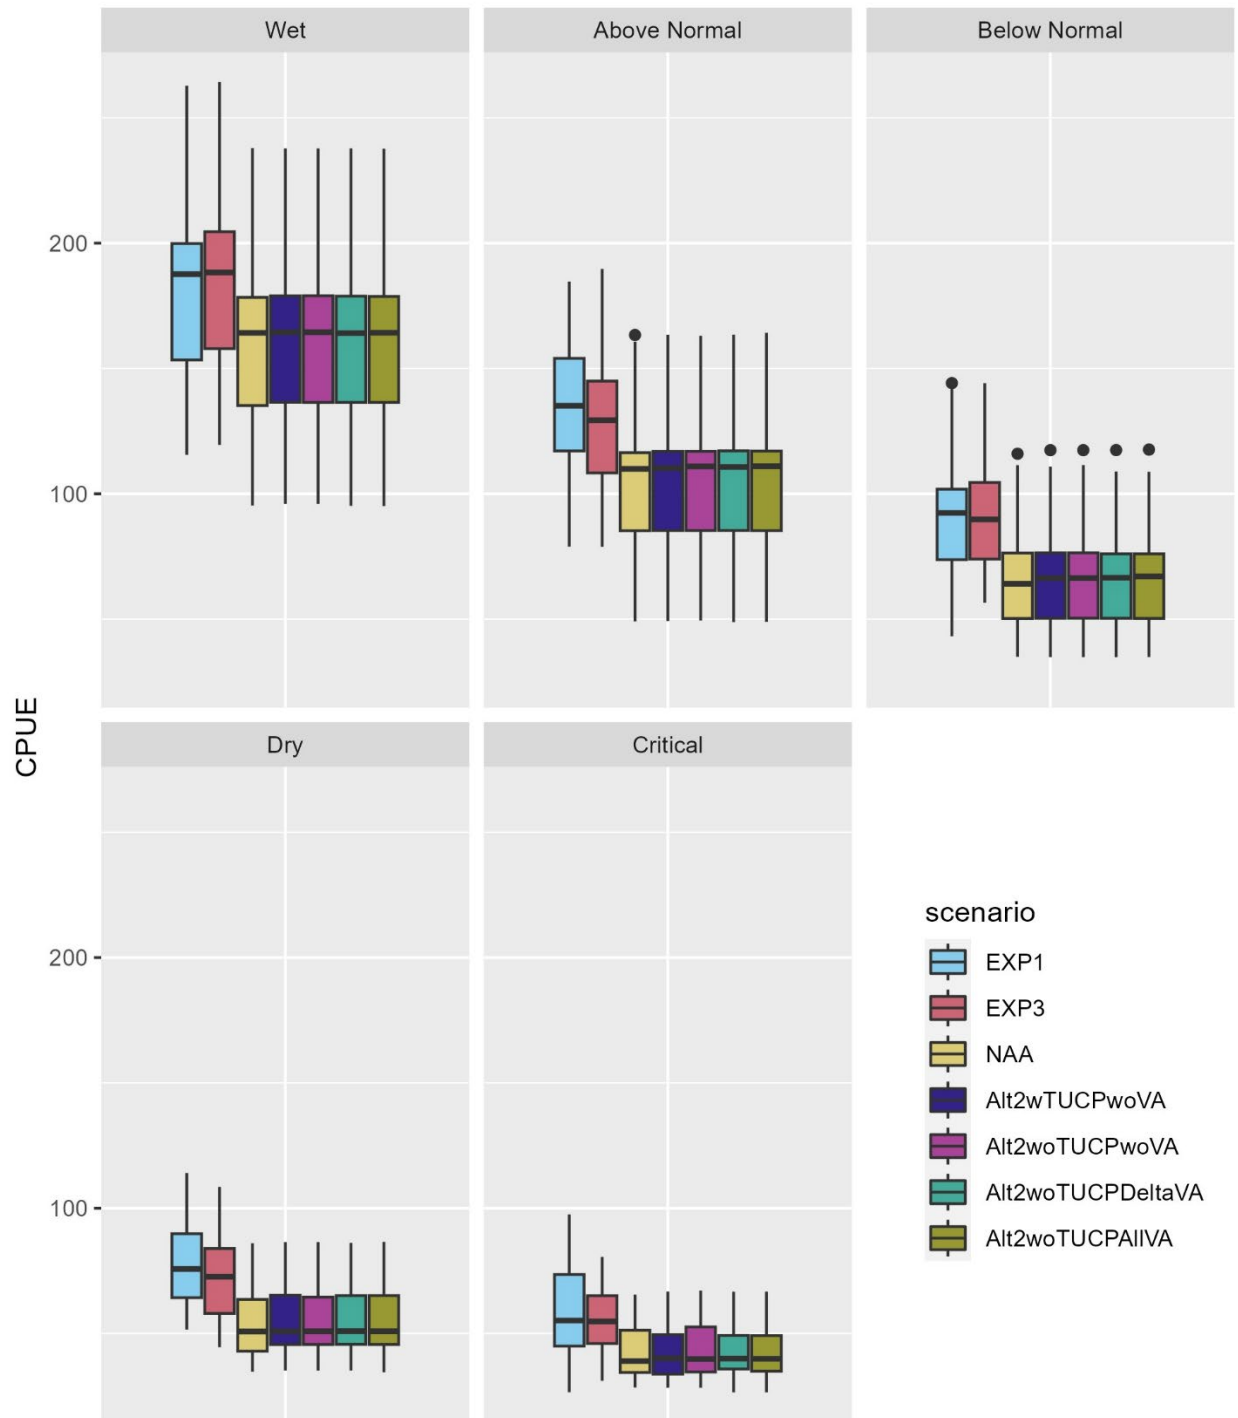 Wet
Above Normal
Below Normal
200
100
CPUE
Dry
Critical
200
100
scenario
EXP1
EXP3
NAA
Alt2wTUCPwoVA
Alt2woTUCPwoVA
Alt2woTUCPDeltaVA
Alt2woTUCPAllVA